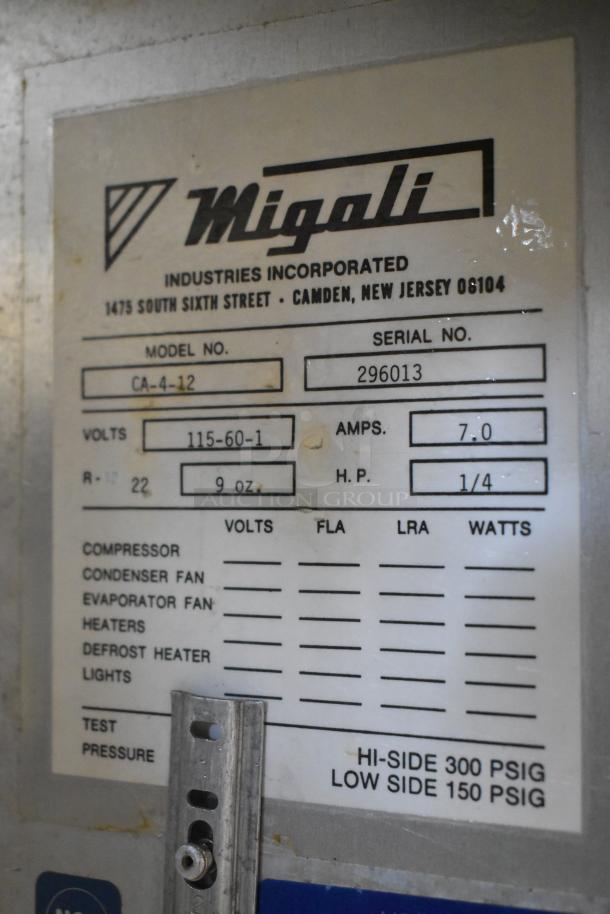 Migali
INDUSTRIES INCORPORATED
1475 SOUTH SIXTH STREET · CAMDEN, NEW JERSEY 08104
MODEL NO. SERIAL NO.
CA-4-12 296013
VOLTS 115-60-1 AMPS. 7.0
R- 22 9 oz. H.P. 1/4
VOLTS FLA LRA WATTS
COMPRESSOR
CONDENSER FAN
EVAPORATOR FAN
HEATERS
DEFROST HEATER
LIGHTS
TEST
PRESSURE
HI-SIDE 300 PSIG
LOW SIDE 150 PSIG
AUCTION GROUP